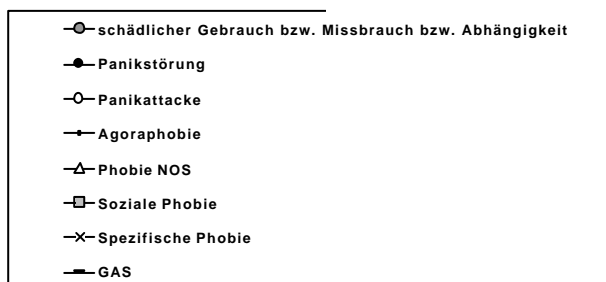 schädlicher Gebrauch bzw. Missbrauch bzw. Abhängigkeit
Panikstörung
Panikattacke
Agoraphobie
Phobie NOS
Soziale Phobie
Spezifische Phobie
GAS